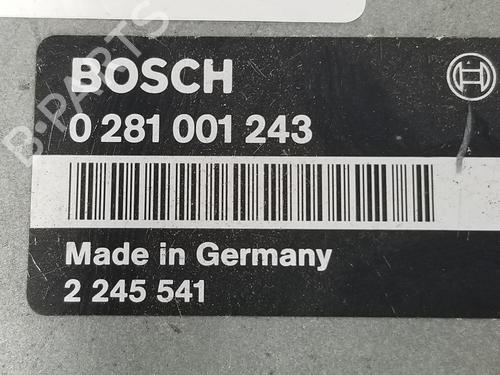 BOSCH
0 281 001 243
Made in Germany
2 245 541
B-PARTS